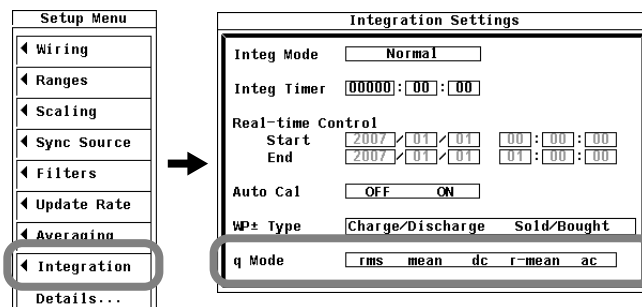 Setup Menu
Wiring
Ranges
Scaling
Sync Source
Filters
Update Rate
Averaging
Integration
Details...
Integration Settings
Integ Mode Normal
Integ Timer 00000 : 00 : 00
Real-time Control
Start 2007 / 01 / 01 00 : 00 : 00
End 2007 / 01 / 01 01 : 00 : 00
Auto Cal OFF ON
WP± Type Charge/Discharge Sold/Bought
q Mode rms mean dc r-mean ac